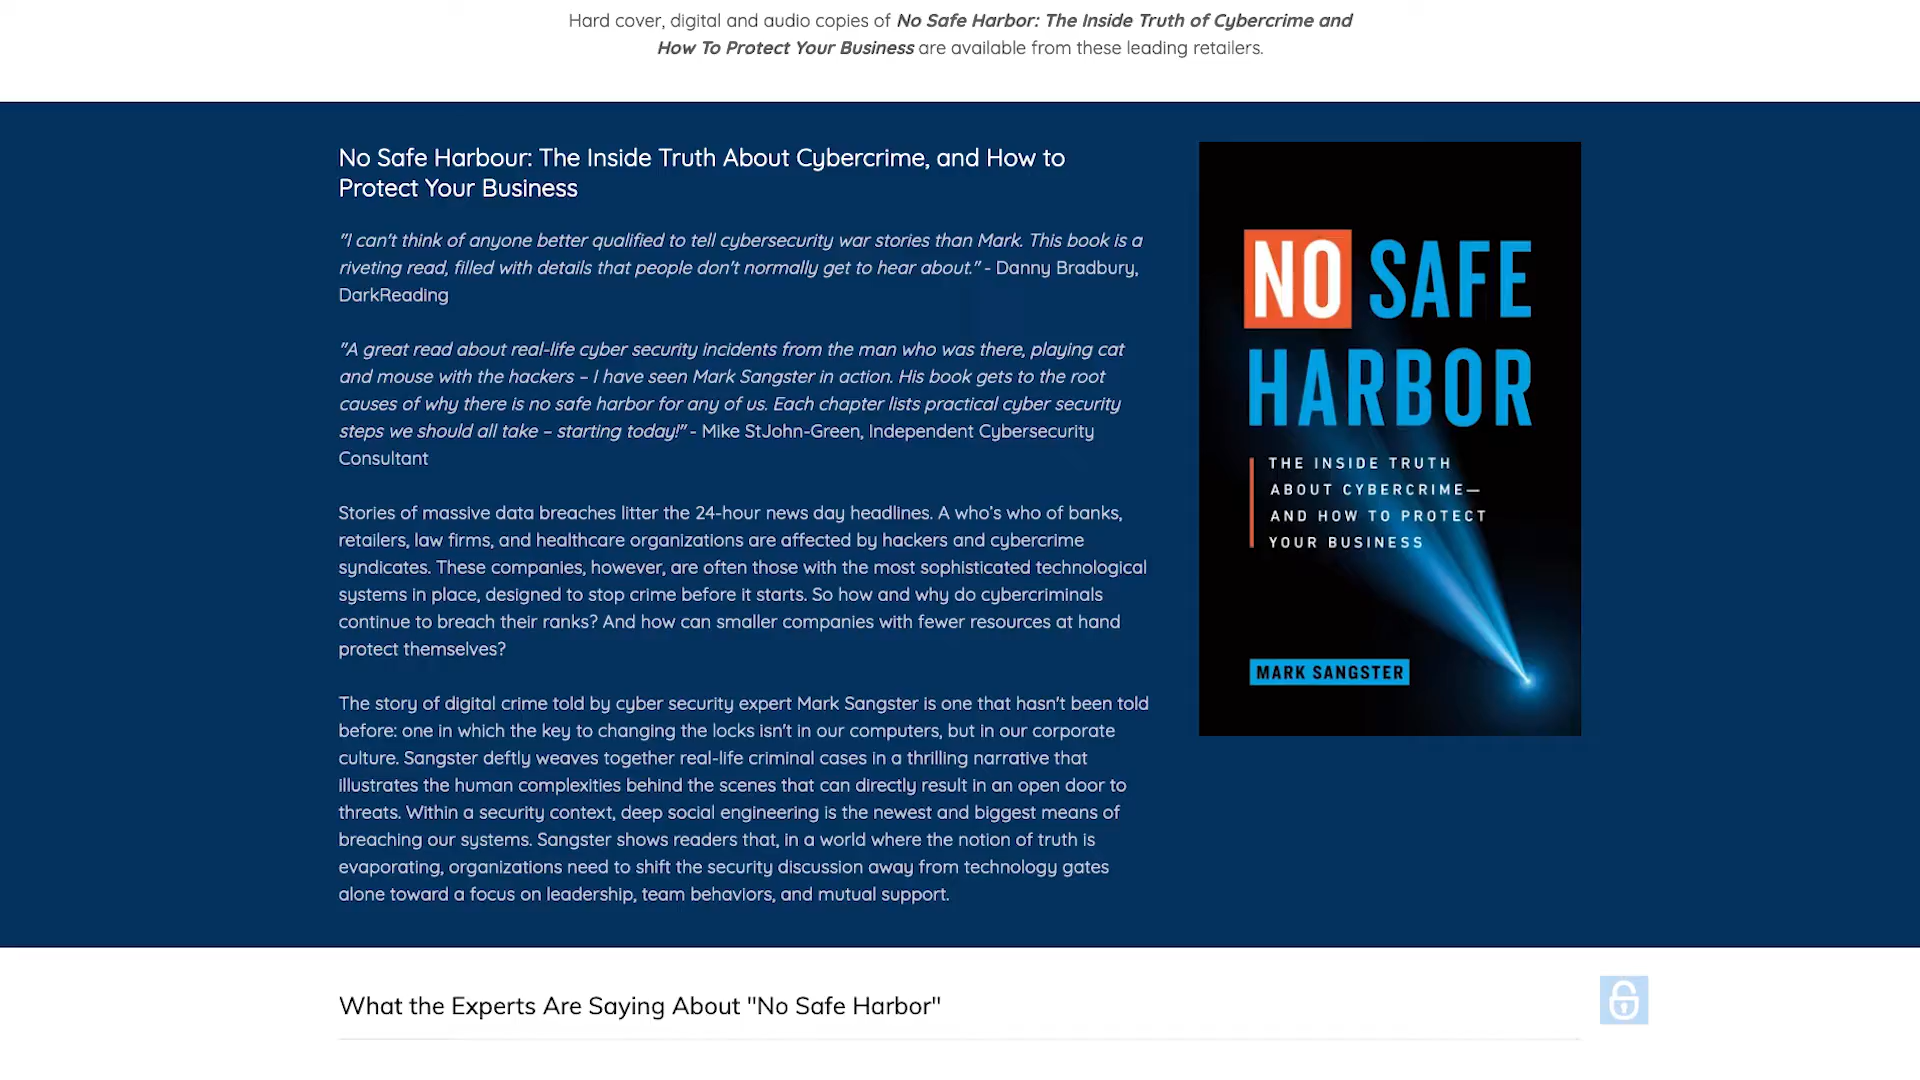 Hard cover, digital and audio copies of No Safe Harbor: The Inside Truth of Cybercrime and
How To Protect Your Business are available from these leading retailers.
No Safe Harbour: The Inside Truth About Cybercrime, and How to
Protect Your Business
"I can't think of anyone better qualified to tell cybersecurity war stories than Mark. This book is a
riveting read, filled with details that people don't normally get to hear about." - Danny Bradbury,
DarkReading
"A great read about real-life cyber security incidents from the man who was there, playing cat
and mouse with the hackers – I have seen Mark Sangster in action. His book gets to the root
causes of why there is no safe harbor for any of us. Each chapter lists practical cyber security
steps we should all take – starting today!" - Mike StJohn-Green, Independent Cybersecurity
Consultant
Stories of massive data breaches litter the 24-hour news day headlines. A who's who of banks,
retailers, law firms, and healthcare organizations are affected by hackers and cybercrime
syndicates. These companies, however, are often those with the most sophisticated technological
systems in place, designed to stop crime before it starts. So how and why do cybercriminals
continue to breach their ranks? And how can smaller companies with fewer resources at hand
protect themselves?
The story of digital crime told by cyber security expert Mark Sangster is one that hasn't been told
before: one in which the key to changing the locks isn't in our computers, but in our corporate
culture. Sangster deftly weaves together real-life criminal cases in a thrilling narrative that
illustrates the human complexities behind the scenes that can directly result in an open door to
threats. Within a security context, deep social engineering is the newest and biggest means of
breaching our systems. Sangster shows readers that, in a world where the notion of truth is
evaporating, organizations need to shift the security discussion away from technology gates
alone toward a focus on leadership, team behaviors, and mutual support.
NO SAFE
HARBOR
THE INSIDE TRUTH
ABOUT CYBERCRIME—
AND HOW TO PROTECT
YOUR BUSINESS
MARK SANGSTER
What the Experts Are Saying About "No Safe Harbor"